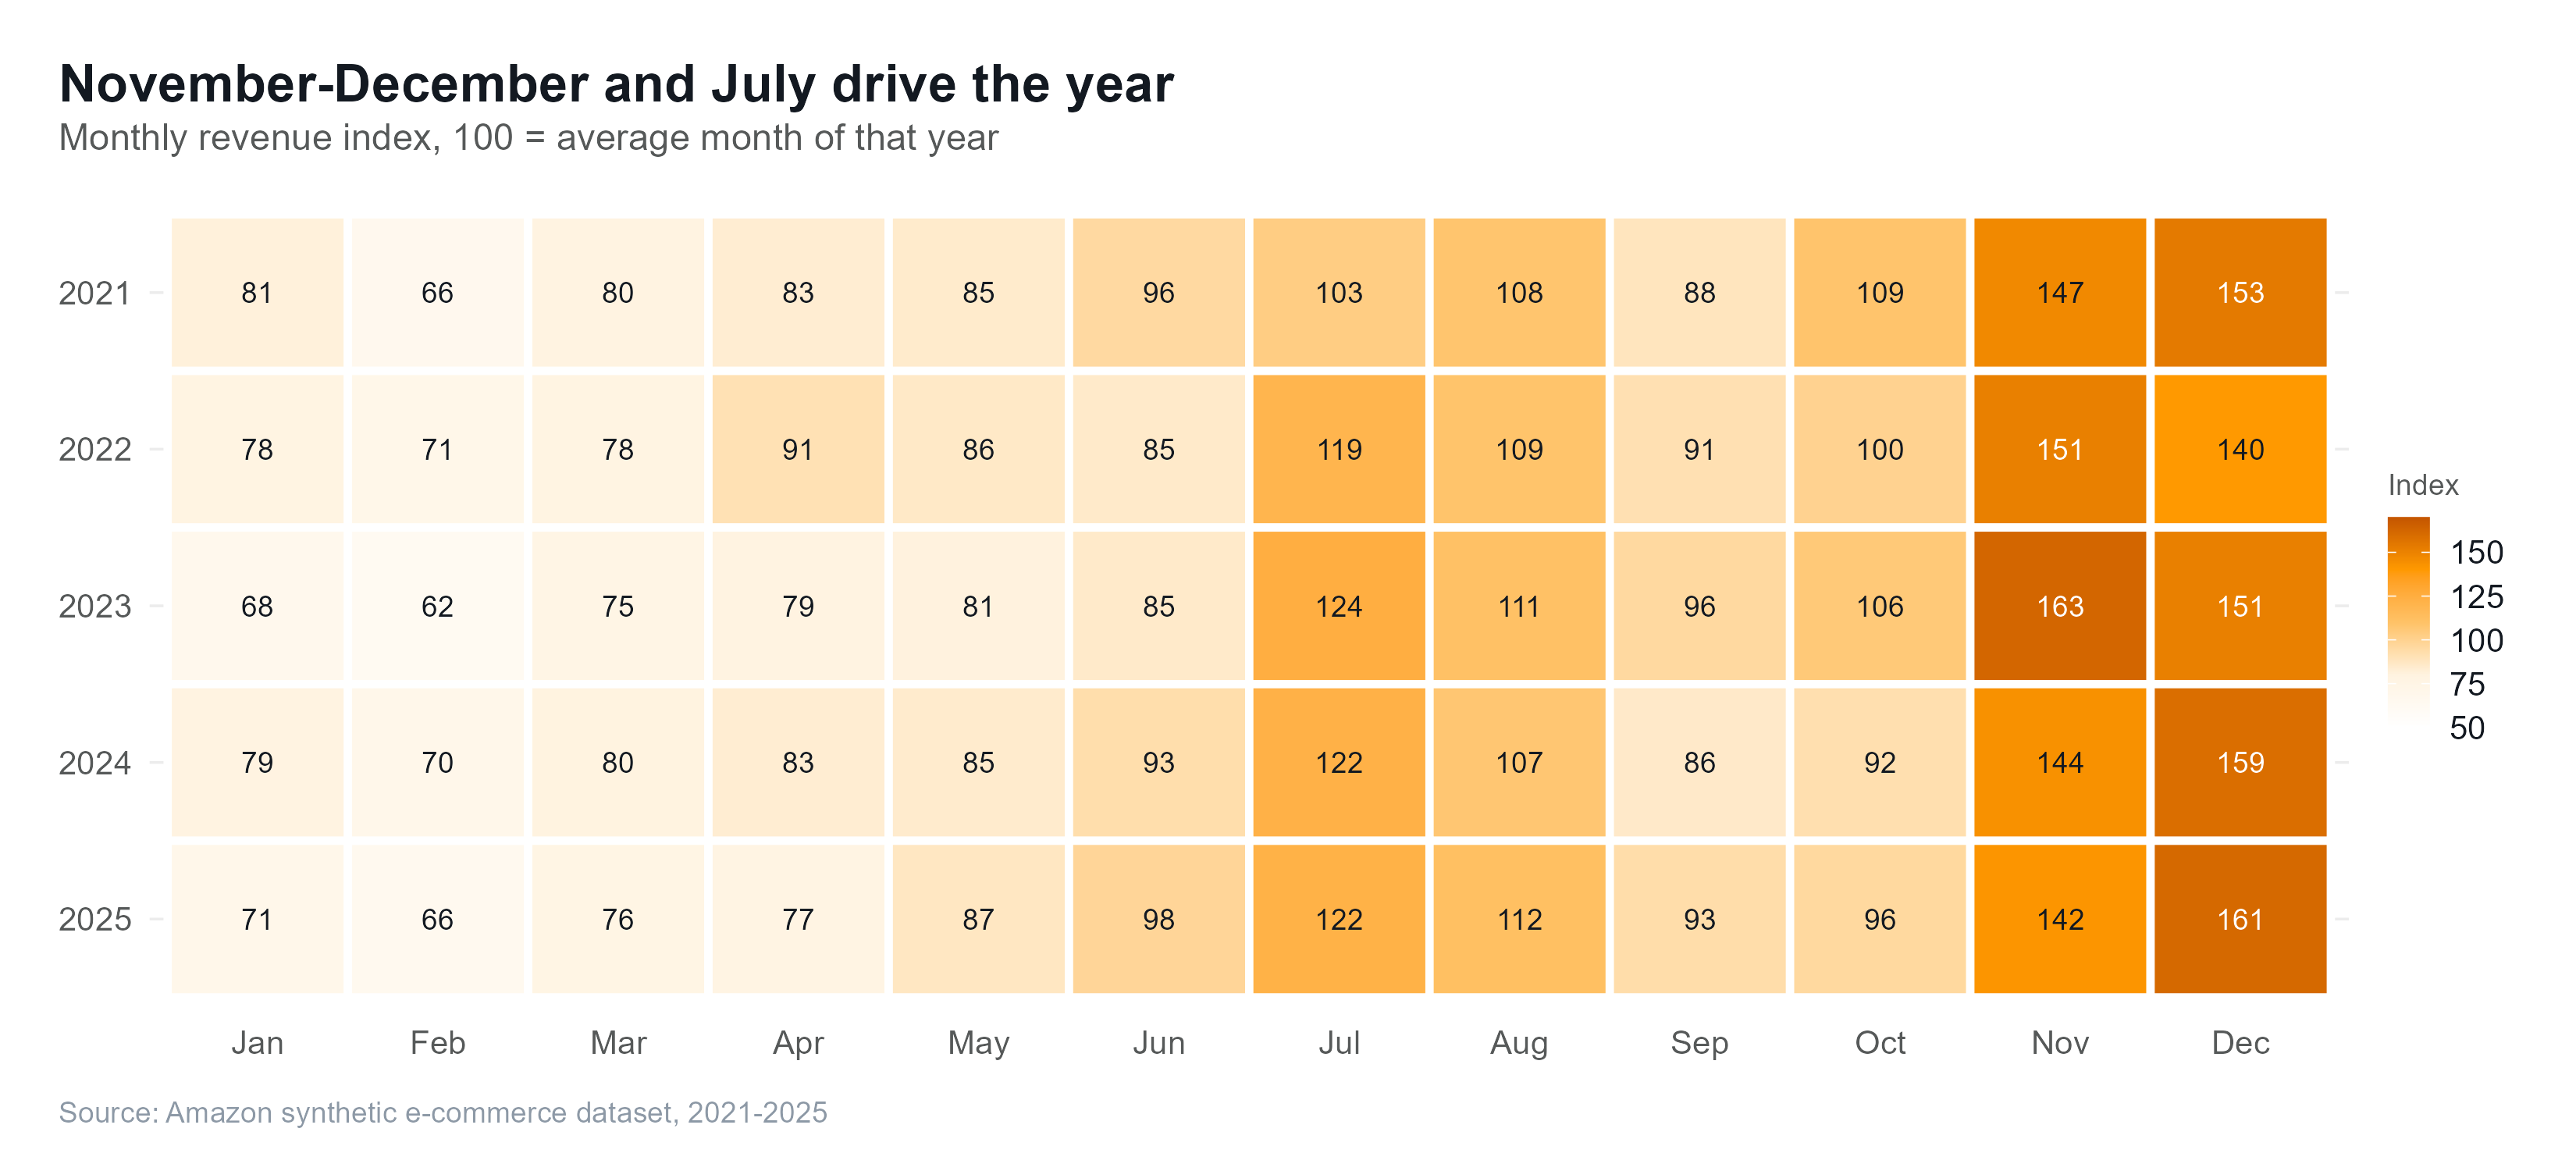 November-December and July drive the year
Monthly revenue index, 100 = average month of that year
2021 81 66 80 83 85 96 103 108 88 109 147 153
2022 78 71 78 91 86 85 119 109 91 100 151 140
2023 68 62 75 79 81 85 124 111 96 106 163 151
2024 79 70 80 83 85 93 122 107 86 92 144 159
2025 71 66 76 77 87 98 122 112 93 96 142 161
Jan Feb Mar Apr May Jun Jul Aug Sep Oct Nov Dec
Index
150
125
100
75
50
Source: Amazon synthetic e-commerce dataset, 2021-2025